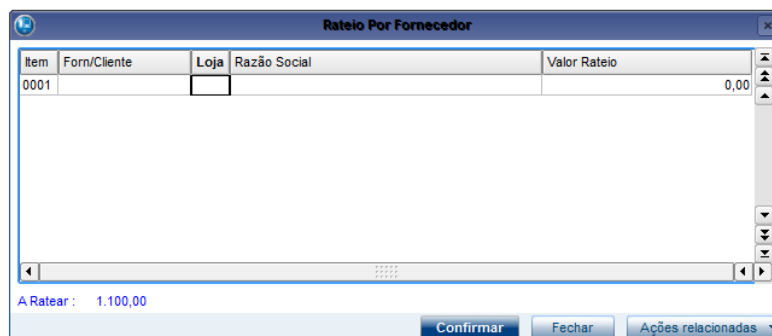 Rateio Por Fornecedor
Item Forn/Cliente Loja Razão Social Valor Rateio
0001 0,00
A Ratear : 1.100,00
Confirmar Fechar Ações relacionadas